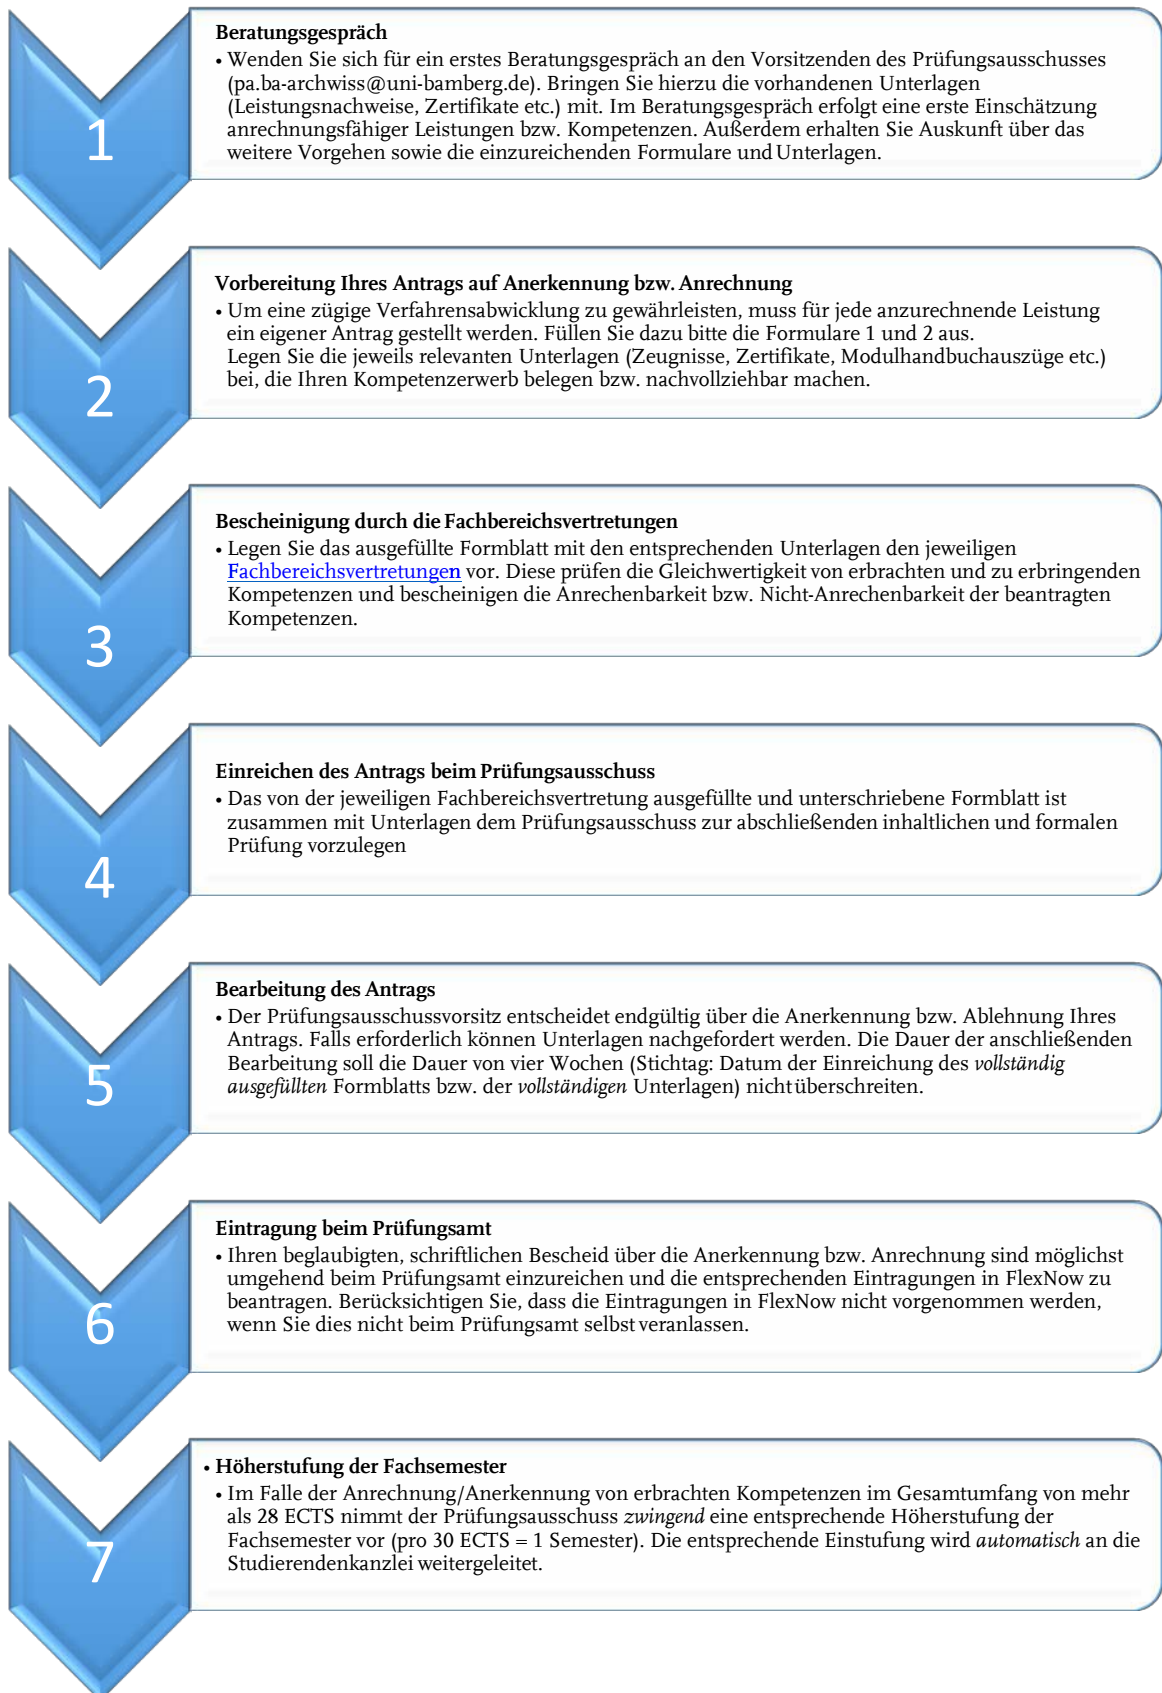 1
Beratungsgespräch
• Wenden Sie sich für ein erstes Beratungsgespräch an den Vorsitzenden des Prüfungsausschusses
(pa.ba-archwiss@uni-bamberg.de). Bringen Sie hierzu die vorhandenen Unterlagen
(Leistungsnachweise, Zertifikate etc.) mit. Im Beratungsgespräch erfolgt eine erste Einschätzung
anrechnungsfähiger Leistungen bzw. Kompetenzen. Außerdem erhalten Sie Auskunft über das
weitere Vorgehen sowie die einzureichenden Formulare und Unterlagen.
2
Vorbereitung Ihres Antrags auf Anerkennung bzw. Anrechnung
• Um eine zügige Verfahrensabwicklung zu gewährleisten, muss für jede anzurechnende Leistung
ein eigener Antrag gestellt werden. Füllen Sie dazu bitte die Formulare 1 und 2 aus.
Legen Sie die jeweils relevanten Unterlagen (Zeugnisse, Zertifikate, Modulhandbuchauszüge etc.)
bei, die Ihren Kompetenzerwerb belegen bzw. nachvollziehbar machen.
3
Bescheinigung durch die Fachbereichsvertretungen
• Legen Sie das ausgefüllte Formblatt mit den entsprechenden Unterlagen den jeweiligen
Fachbereichsvertretungen vor. Diese prüfen die Gleichwertigkeit von erbrachten und zu erbringenden
Kompetenzen und bescheinigen die Anrechenbarkeit bzw. Nicht-Anrechenbarkeit der beantragten
Kompetenzen.
4
Einreichen des Antrags beim Prüfungsausschuss
• Das von der jeweiligen Fachbereichsvertretung ausgefüllte und unterschriebene Formblatt ist
zusammen mit Unterlagen dem Prüfungsausschuss zur abschließenden inhaltlichen und formalen
Prüfung vorzulegen
5
Bearbeitung des Antrags
• Der Prüfungsausschussvorsitz entscheidet endgültig über die Anerkennung bzw. Ablehnung Ihres
Antrags. Falls erforderlich können Unterlagen nachgefordert werden. Die Dauer der anschließenden
Bearbeitung soll die Dauer von vier Wochen (Stichtag: Datum der Einreichung des vollständig
ausgefüllten Formblatts bzw. der vollständigen Unterlagen) nicht überschreiten.
6
Eintragung beim Prüfungsamt
• Ihren beglaubigten, schriftlichen Bescheid über die Anerkennung bzw. Anrechnung sind möglichst
umgehend beim Prüfungsamt einzureichen und die entsprechenden Eintragungen in FlexNow zu
beantragen. Berücksichtigen Sie, dass die Eintragungen in FlexNow nicht vorgenommen werden,
wenn Sie dies nicht beim Prüfungsamt selbst veranlassen.
7
• Höherstufung der Fachsemester
• Im Falle der Anrechnung/Anerkennung von erbrachten Kompetenzen im Gesamtumfang von mehr
als 28 ECTS nimmt der Prüfungsausschuss zwingend eine entsprechende Höherstufung der
Fachsemester vor (pro 30 ECTS = 1 Semester). Die entsprechende Einstufung wird automatisch an die
Studierendenkanzlei weitergeleitet.